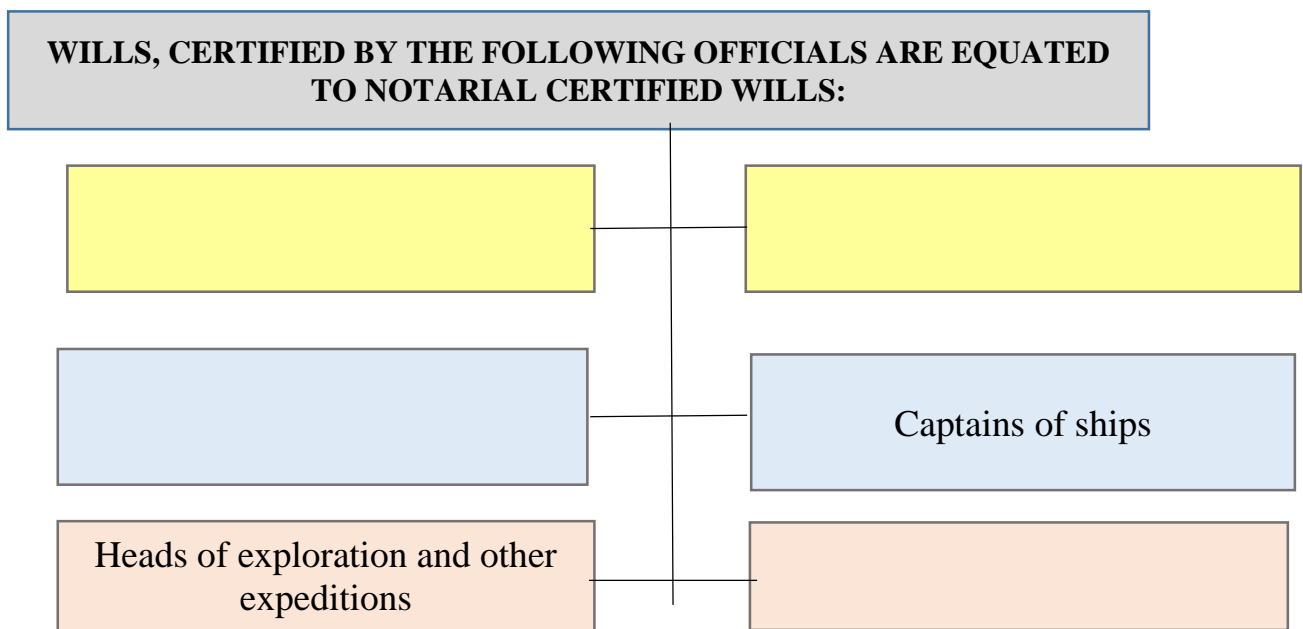 WILLS, CERTIFIED BY THE FOLLOWING OFFICIALS ARE EQUATED
TO NOTARIAL CERTIFIED WILLS:
Captains of ships
Heads of exploration and other
expeditions